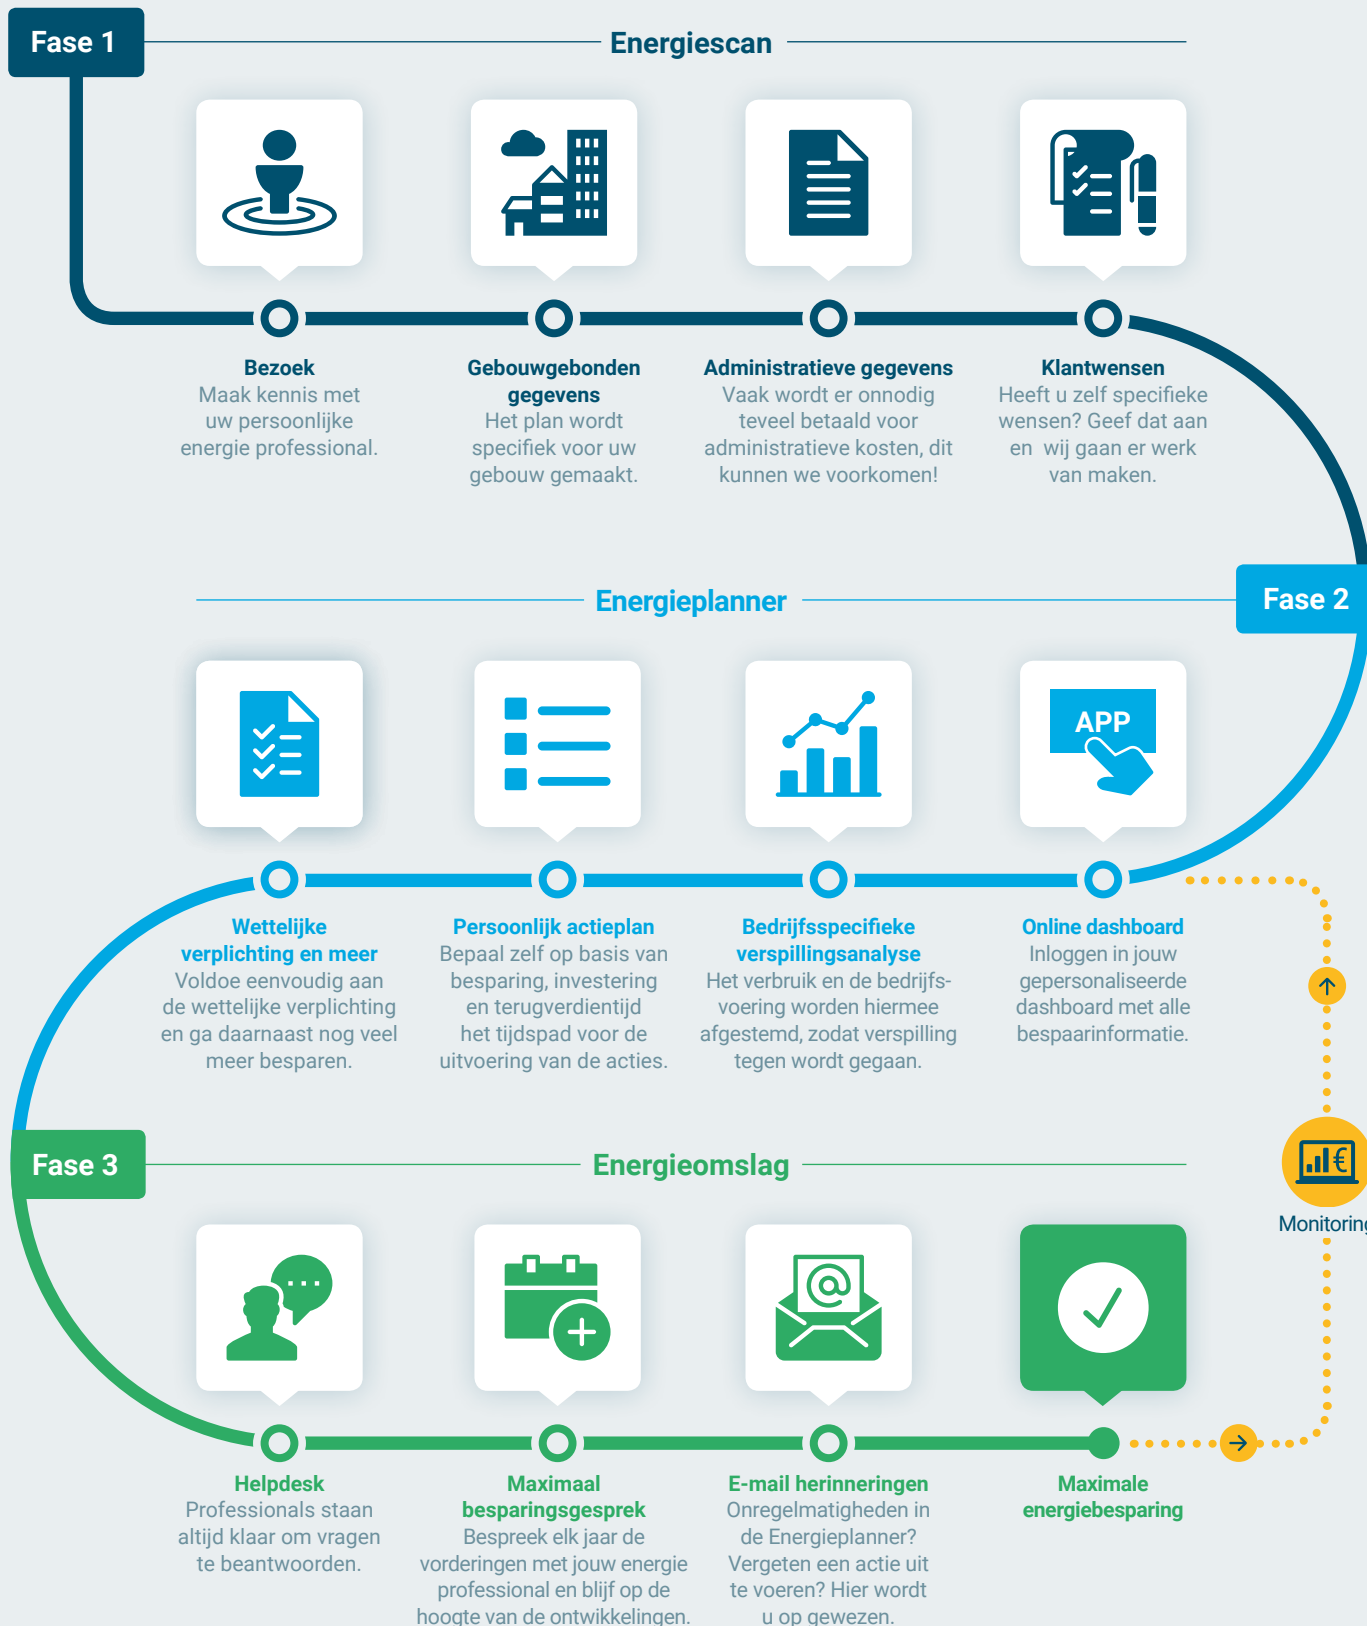 Fase 1
Energiescan
Bezoek
Maak kennis met
uw persoonlijke
energie professional.
Gebouwgebonden
gegevens
Het plan wordt
specifiek voor uw
gebouw gemaakt.
Administratieve gegevens
Vaak wordt er onnodig
teveel betaald voor
administratieve kosten, dit
kunnen we voorkomen!
Klantwensen
Heeft u zelf specifieke
wensen? Geef dat aan
en wij gaan er werk
van maken.
Energieplanner
Fase 2
APP
Wettelijke
verplichting en meer
Voldoe eenvoudig aan
de wettelijke verplichting
en ga daarnaast nog veel
meer besparen.
Persoonlijk actieplan
Bepaal zelf op basis van
besparing, investering
en terugverdientijd
het tijdspad voor de
uitvoering van de acties.
Bedrijfsspecifieke
verspillingsanalyse
Het verbruik en de bedrijfs-
voering worden hiermee
afgestemd, zodat verspilling
tegen wordt gegaan.
Online dashboard
Inloggen in jouw
gepersonaliseerde
dashboard met alle
bespaarinformatie.
Fase 3
Energieomslag
€
Monitoring
@
Helpdesk
Professionals staan
altijd klaar om vragen
te beantwoorden.
Maximaal
besparingsgesprek
Bespreek elk jaar de
vorderingen met jouw energie
professional en blijf op de
hoogte van de ontwikkelingen.
E-mail herinneringen
Onregelmatigheden in
de Energieplanner?
Vergeten een actie uit
te voeren? Hier wordt
u op gewezen.
Maximale
energiebesparing